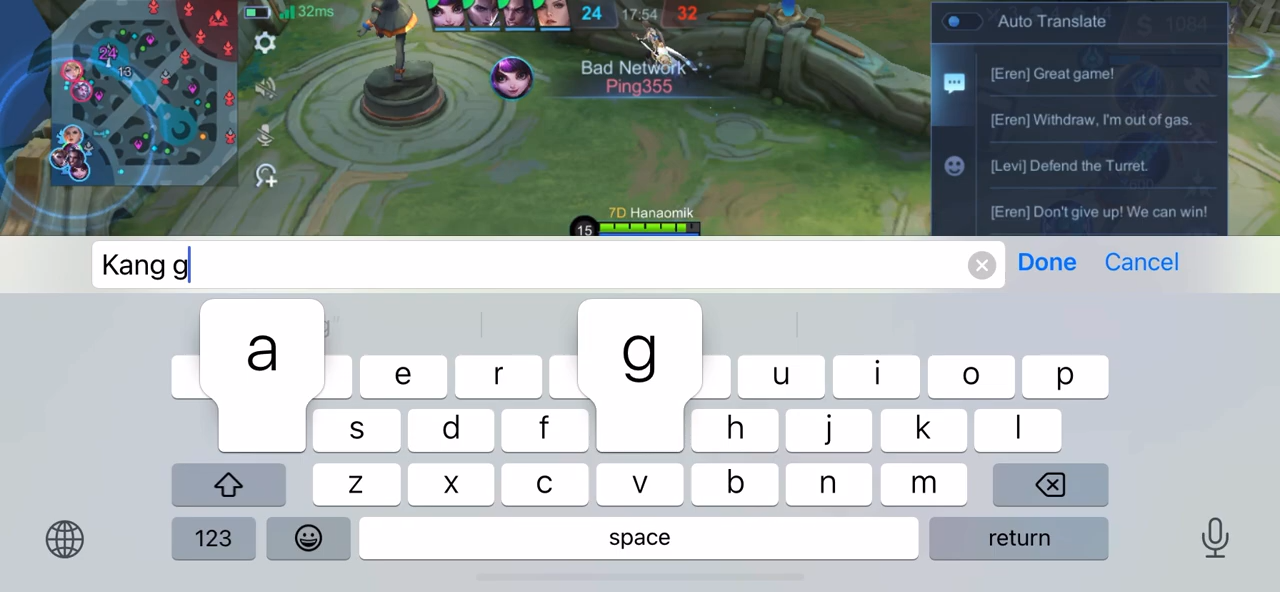 32ms
24 17:54 32
Auto Translate
24
13
Bad Network
Ping355
[Eren] Great game!
[Eren] Withdraw, I'm out of gas.
[Levi] Defend the Turret.
[Eren] Don't give up! We can win!
7D Hanaomik
15
Kang g
Done Cancel
a g
e r u i o p
s d f h j k l
z x c v b n m
123 space return